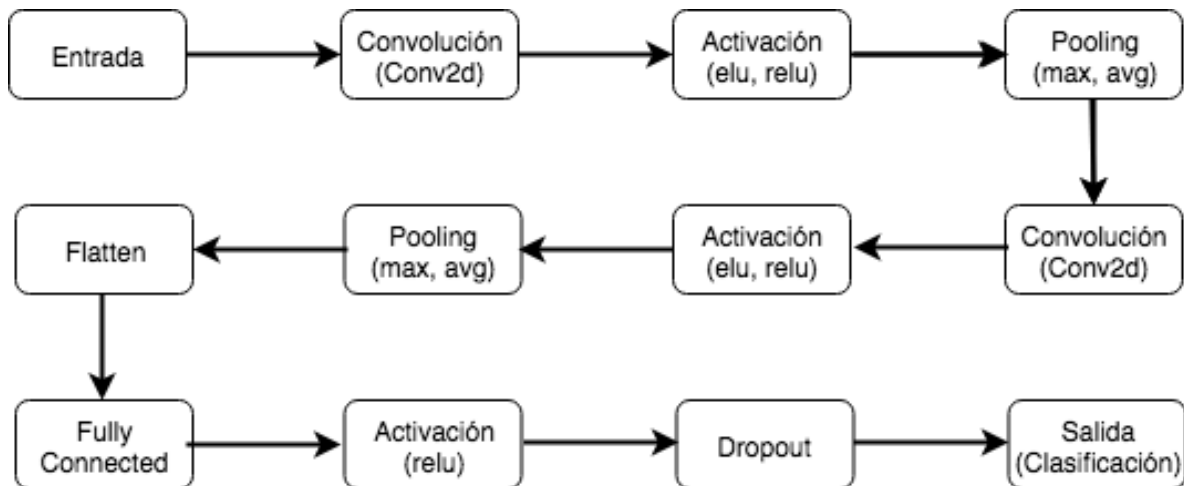 Entrada
Convolución
(Conv2d)
Activación
(elu, relu)
Pooling
(max, avg)
Flatten
Pooling
(max, avg)
Activación
(elu, relu)
Convolución
(Conv2d)
Fully
Connected
Activación
(relu)
Dropout
Salida
(Clasificación)